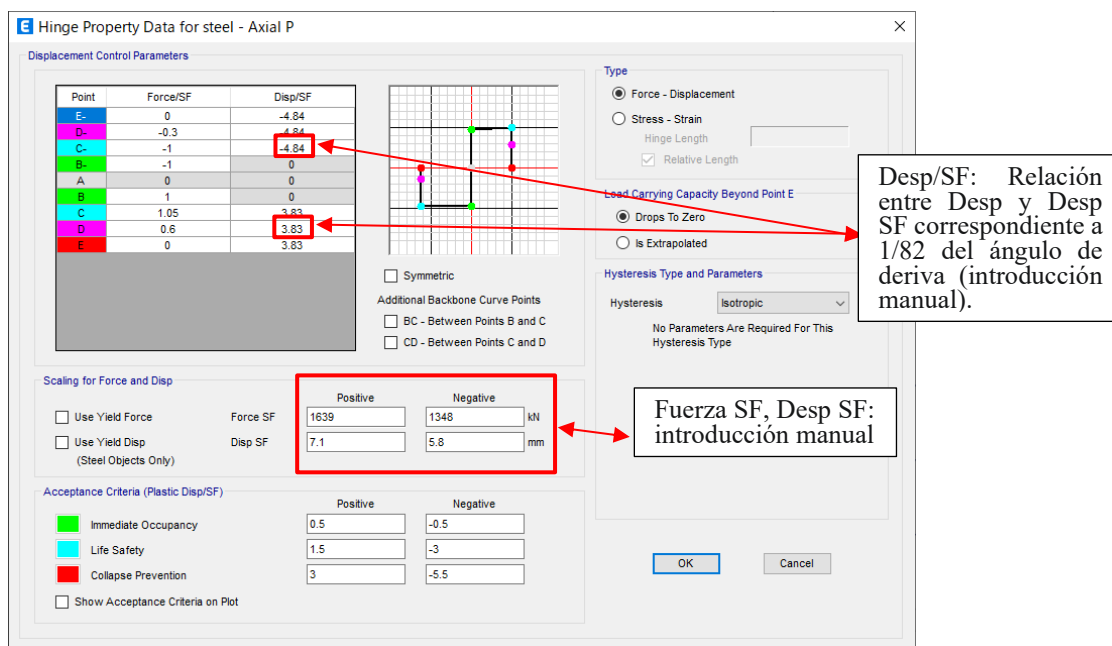 E Hinge Property Data for steel - Axial P
Displacement Control Parameters
Point Force/SF Disp/SF
E- 0 -4.84
D- -0.3 -4.84
C- -1 -4.84
B- -1 0
A 0 0
B 1 0
C 1.05 3.83
D 0.6 3.83
E 0 3.83
Symmetric
Additional Backbone Curve Points
BC - Between Points B and C
CD - Between Points C and D
Type
Force - Displacement
Stress - Strain
Hinge Length
Relative Length
Load Carrying Capacity Beyond Point E
Drops To Zero
Is Extrapolated
Hysteresis Type and Parameters
Hysteresis Isotropic
No Parameters Are Required For This
Hysteresis Type
Desp/SF: Relación
entre Desp y Desp
SF correspondiente a
1/82 del ángulo de
deriva (introducción
manual).
Scaling for Force and Disp
Positive Negative
Use Yield Force Force SF 1639 1348 kN
Use Yield Disp Disp SF 7.1 5.8 mm
(Steel Objects Only)
Fuerza SF, Desp SF:
introducción manual
Acceptance Criteria (Plastic Disp/SF)
Positive Negative
Immediate Occupancy 0.5 -0.5
Life Safety 1.5 -3
Collapse Prevention 3 -5.5
Show Acceptance Criteria on Plot
OK Cancel